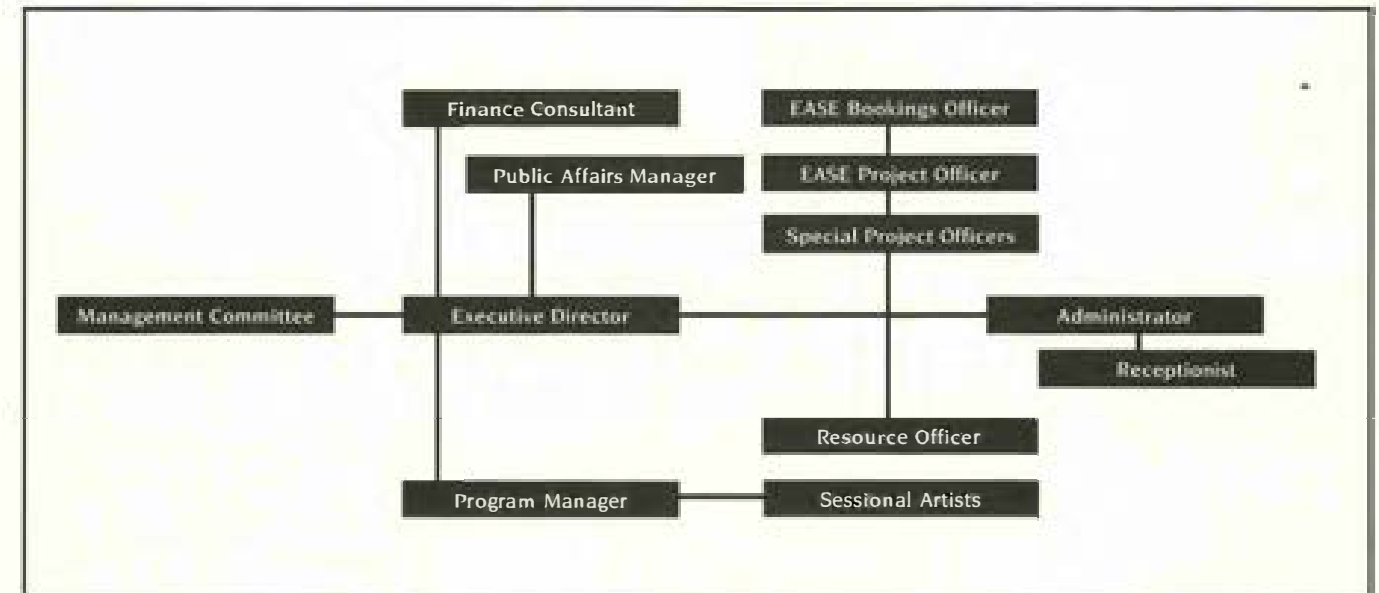 Finance Consultant
EASE Bookings Officer
Public Affairs Manager
EASE Project Officer
Special Project Officers
Management Committee
Executive Director
Administrator
Receptionist
Resource Officer
Program Manager
Sessional Artists